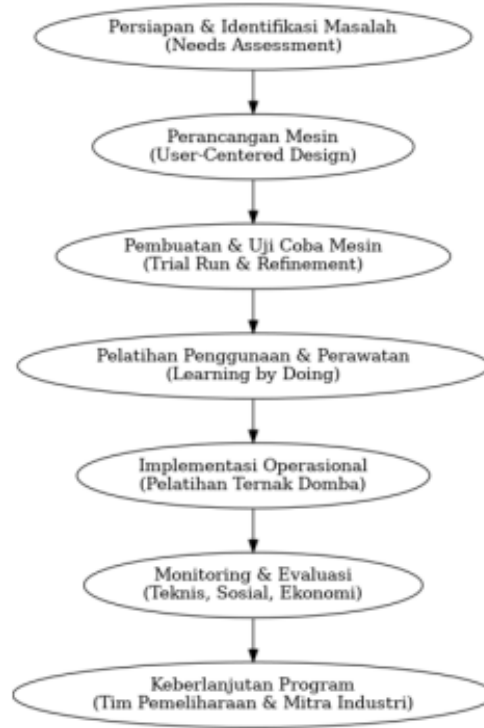 Persiapan & Identifikasi Masalah
(Needs Assessment)
Perancangan Mesin
(User-Centered Design)
Pembuatan & Uji Coba Mesin
(Trial Run & Refinement)
Pelatihan Penggunaan & Perawatan
(Learning by Doing)
Implementasi Operasional
(Pelatihan Ternak Domba)
Monitoring & Evaluasi
(Teknis, Sosial, Ekonomi)
Keberlanjutan Program
(Tim Pemeliharaan & Mitra Industri)